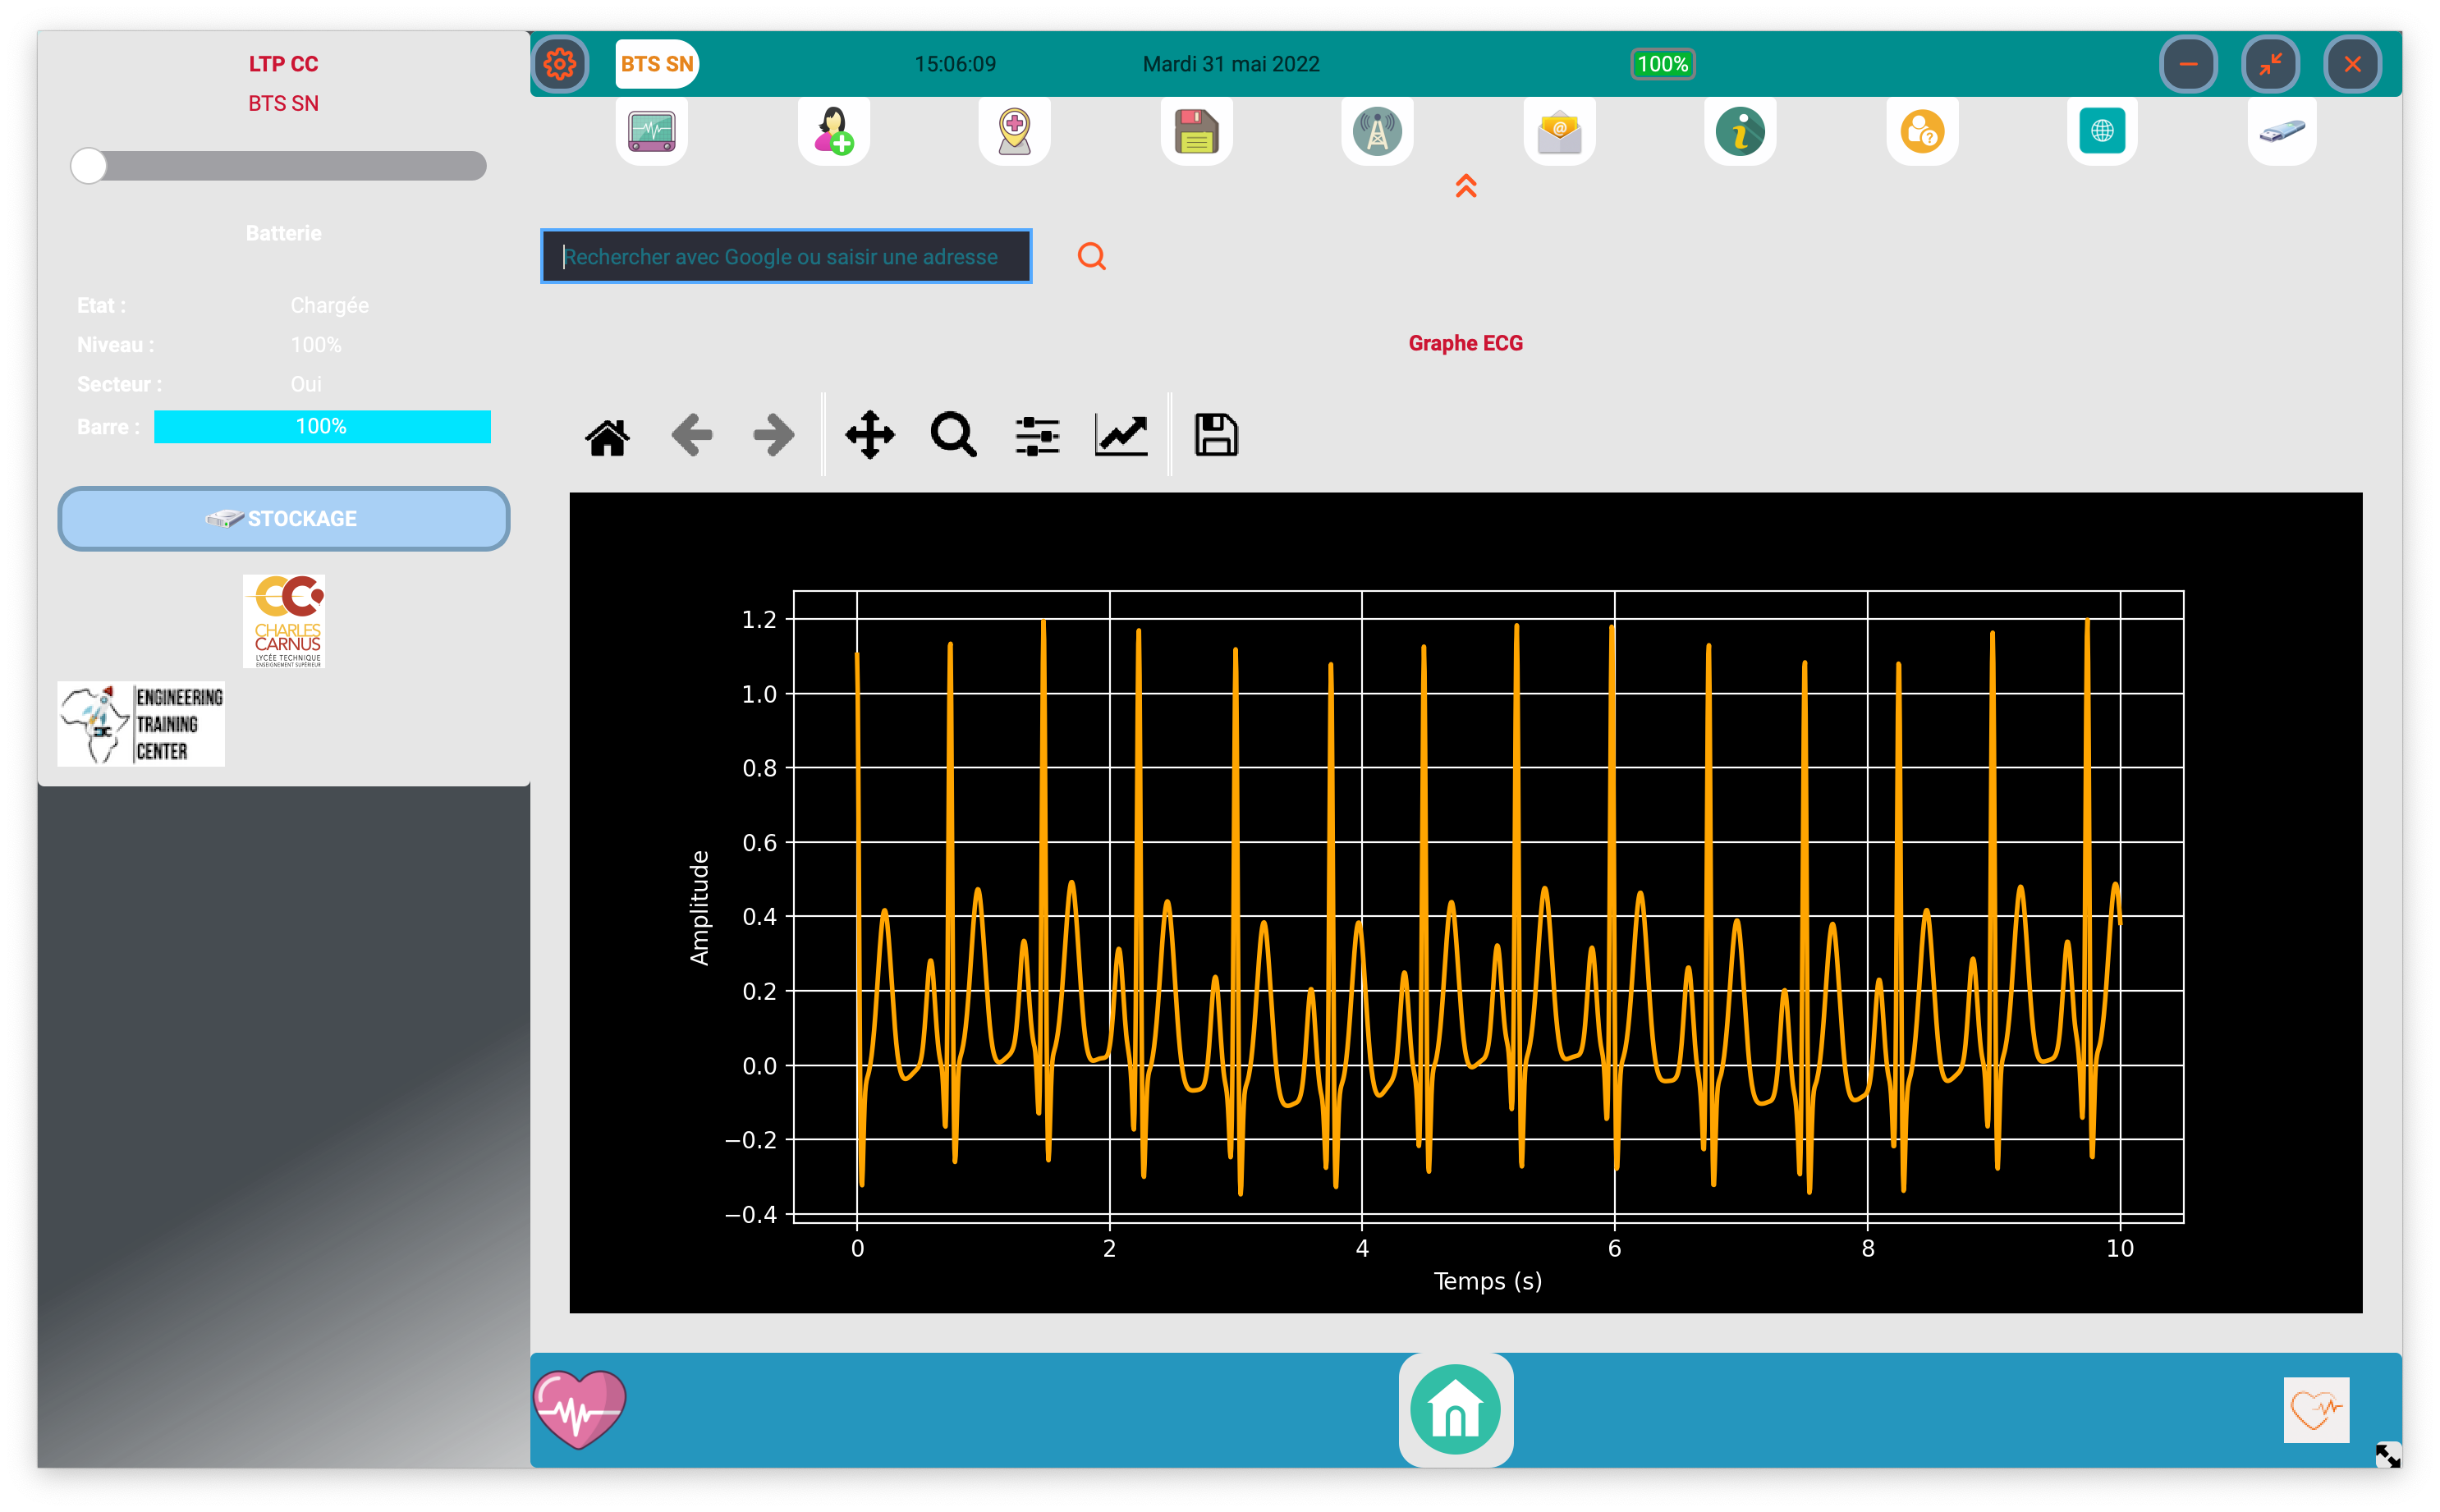 LTP CC
BTS SN
Batterie
Etat : Chargée
Niveau : 100%
Secteur : Oui
Barre : 100%
STOCKAGE
CHARLES
CARNUS
LYCÉE TECHNIQUE
ENSEIGNEMENT SUPÉRIEUR
ENGINEERING
TRAINING
CENTER
BTS SN 15:06:09 Mardi 31 mai 2022 100%
Rechercher avec Google ou saisir une adresse
Graphe ECG
1.2
1.0
0.8
0.6
0.4
0.2
0.0
−0.2
−0.4
Amplitude
0 2 4 6 8 10
Temps (s)